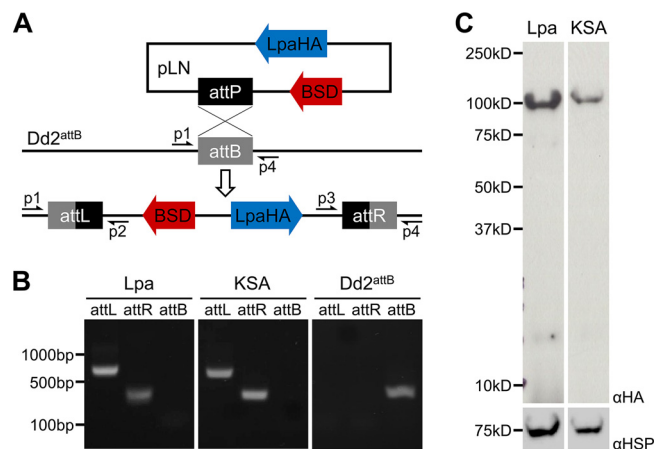 A
pLN
LpaHA
attP
BSD
Dd2attB
p1
attB
p4
p1
attL
p2
BSD
LpaHA
p3
attR
p4
B
Lpa KSA Dd2attB
attL attR attB attL attR attB attL attR attB
1000bp
500bp
100bp
C
Lpa KSA
250kD
100kD
75kD
50kD
37kD
10kD
αHA
75kD
αHSP